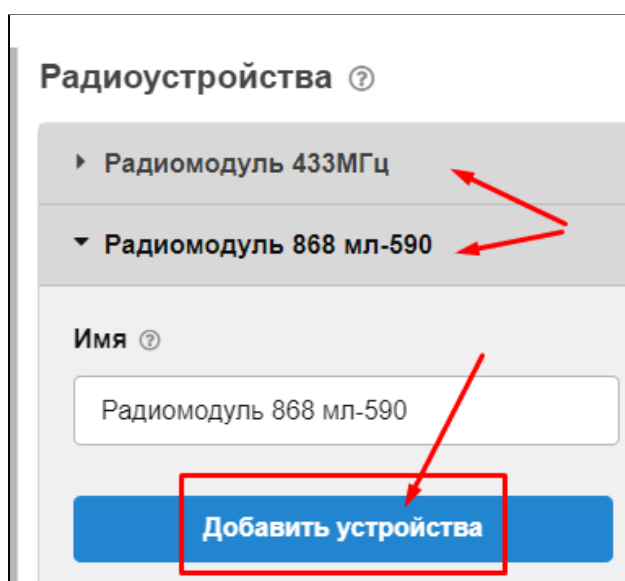 Радиоустройства ?
Радиомодуль 433МГц
Радиомодуль 868 мл-590
Имя ?
Радиомодуль 868 мл-590
Добавить устройства